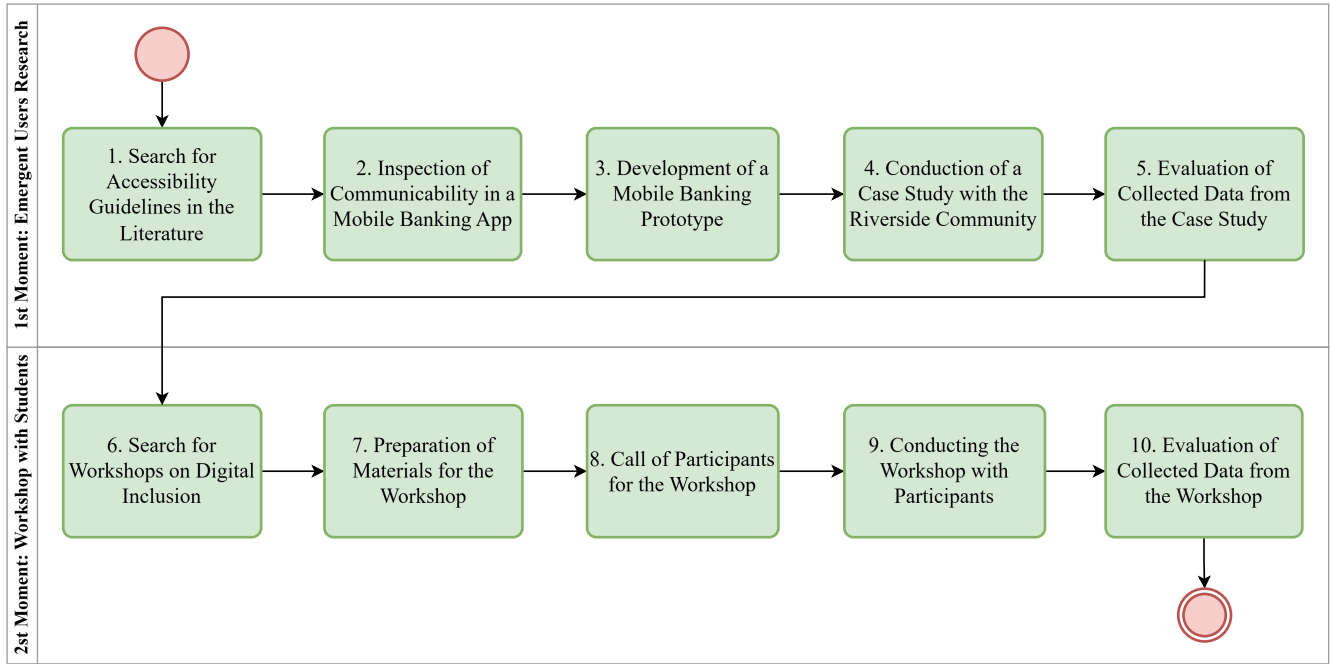 1st Moment: Emergent Users Research
1. Search for
Accessibility
Guidelines in the
Literature
2. Inspection of
Communicability in a
Mobile Banking App
3. Development of a
Mobile Banking
Prototype
4. Conduction of a
Case Study with the
Riverside Community
5. Evaluation of
Collected Data from
the Case Study
2st Moment: Workshop with Students
6. Search for
Workshops on Digital
Inclusion
7. Preparation of
Materials for the
Workshop
8. Call of Participants
for the Workshop
9. Conducting the
Workshop with
Participants
10. Evaluation of
Collected Data from
the Workshop